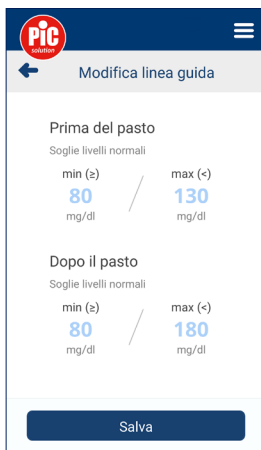 PiC
solution
Modifica linea guida
Prima del pasto
Soglie livelli normali
min (≥) max (<)
80 / 130
mg/dl mg/dl
Dopo il pasto
Soglie livelli normali
min (≥) max (<)
80 / 180
mg/dl mg/dl
Salva